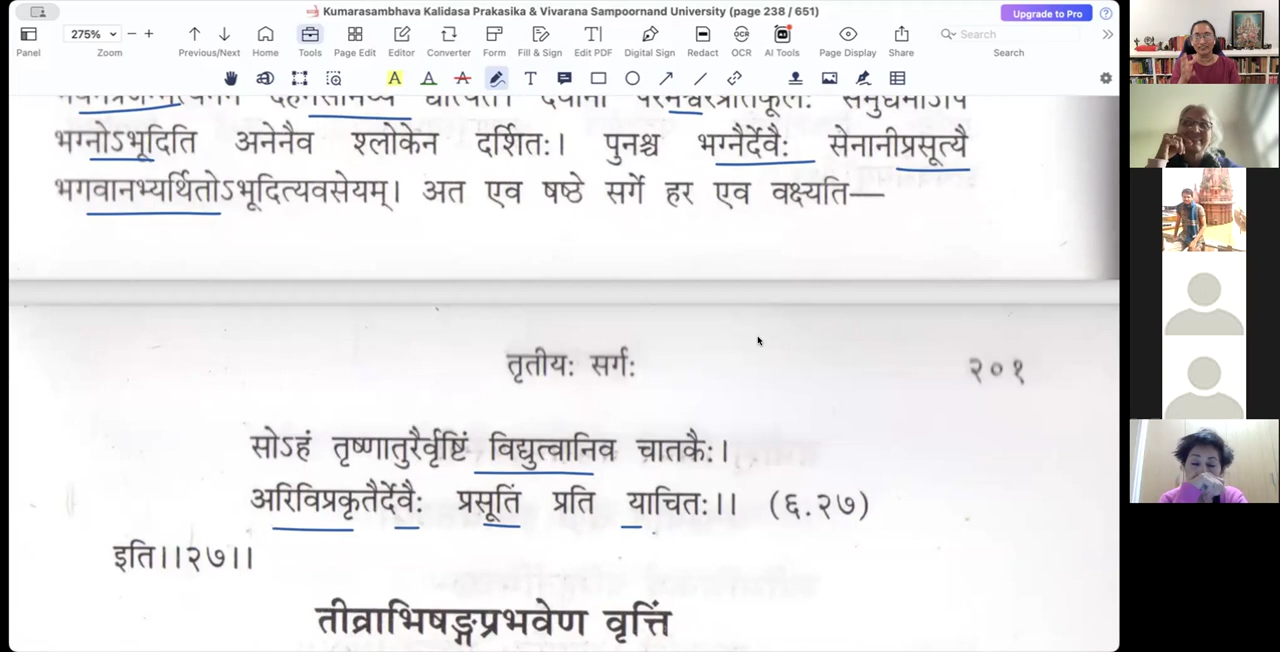 Kumarasambhava Kalidasa Prakasika & Vivarana Sampoornand University (page 238 / 651)
Upgrade to Pro
275%
Search
Panel Zoom Previous/Next Home Tools Page Edit Editor Converter Form Fill & Sign Edit PDF Digital Sign Redact OCR AI Tools Page Display Share Search
भग्नोऽभूदिति अनेनैव श्लोकेन दर्शितः। पुनश्च भग्नैर्देवैः सेनानीप्रसूत्यै
भगवानभ्यर्थितोऽभूदित्यवसेयम्। अत एव षष्ठे सर्गे हर एव वक्ष्यति—
तृतीयः सर्गः २०१
सोऽहं तृष्णातुरैर्वृष्टिं विद्युत्वानिव चातकैः।
अरिविप्रकृतैर्देवैः प्रसूतिं प्रति याचितः।। (६.२७)
इति।।२७।।
तीव्राभिषङ्गप्रभवेण वृत्तिं